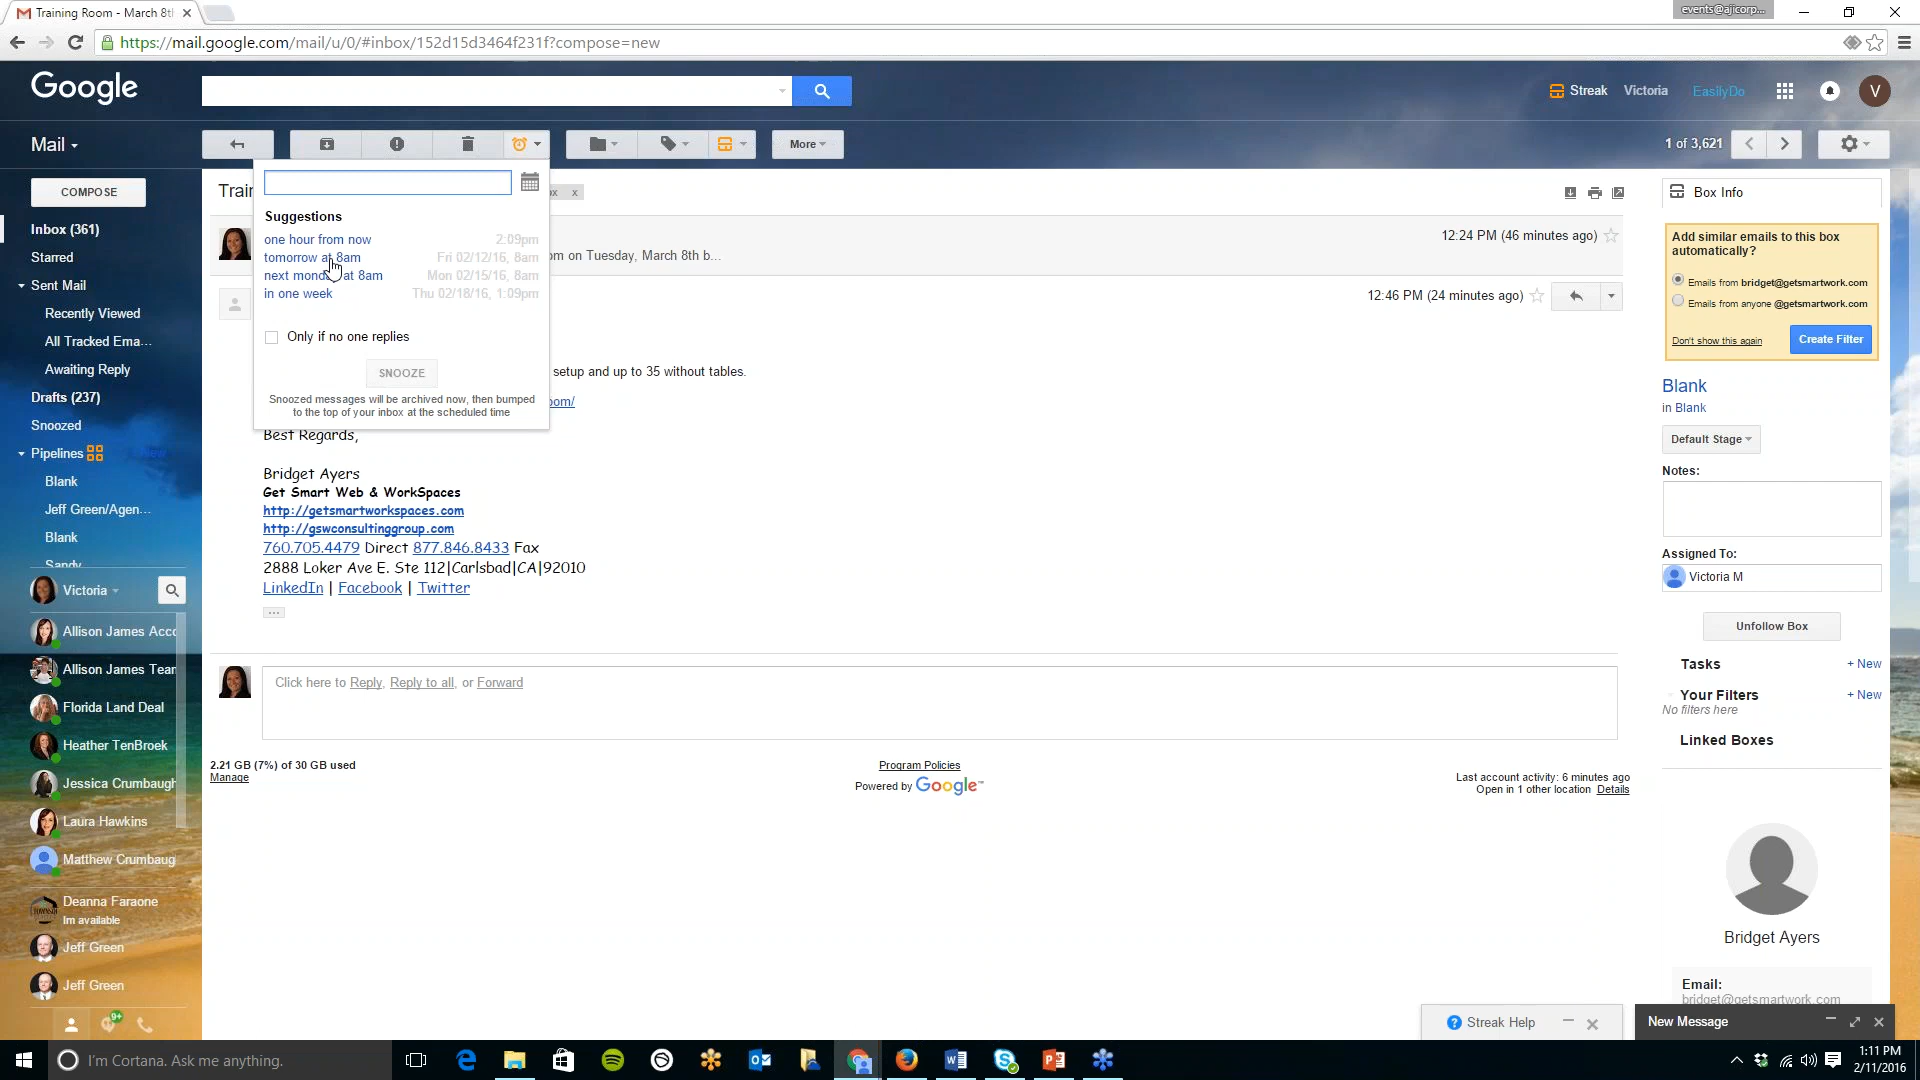 Training Room - March 8th
events@ajicorp...
https://mail.google.com/mail/u/0/#inbox/152d15d3464f231f?compose=new
Google
Streak
Victoria
EasilyDo
V
Mail
More
1 of 3,621
COMPOSE
Inbox (361)
Starred
Sent Mail
Recently Viewed
All Tracked Ema...
Awaiting Reply
Drafts (237)
Snoozed
Pipelines
Blank
Jeff Green/Agen...
Blank
Sandy
Victoria
Allison James Acco
Allison James Tear
Florida Land Deal
Heather TenBroek
Jessica Crumbaugh
Laura Hawkins
Matthew Crumbaug
Deanna Faraone
Im available
Jeff Green
Jeff Green
9+
Suggestions
one hour from now 2:09pm
tomorrow at 8am Fri 02/12/16, 8am
next monday at 8am Mon 02/15/16, 8am
in one week Thu 02/18/16, 1:09pm
Only if no one replies
SNOOZE
Snoozed messages will be archived now, then bumped
to the top of your inbox at the scheduled time
Train
ox x
12:24 PM (46 minutes ago)
om on Tuesday, March 8th b...
12:46 PM (24 minutes ago)
setup and up to 35 without tables.
oom/
Best Regards,
Bridget Ayers
Get Smart Web & WorkSpaces
http://getsmartworkspaces.com
http://gswconsultinggroup.com
760.705.4479 Direct 877.846.8433 Fax
2888 Loker Ave E. Ste 112|Carlsbad|CA|92010
LinkedIn | Facebook | Twitter
...
Click here to Reply, Reply to all, or Forward
2.21 GB (7%) of 30 GB used
Manage
Program Policies
Powered by Google™
Last account activity: 6 minutes ago
Open in 1 other location Details
Box Info
Add similar emails to this box
automatically?
Emails from bridget@getsmartwork.com
Emails from anyone @getsmartwork.com
Don't show this again
Create Filter
Blank
in Blank
Default Stage
Notes:
Assigned To:
Victoria M
Unfollow Box
Tasks + New
Your Filters + New
No filters here
Linked Boxes
Bridget Ayers
Email:
bridget@getsmartwork.com
? Streak Help
New Message
I'm Cortana. Ask me anything.
1:11 PM
2/11/2016